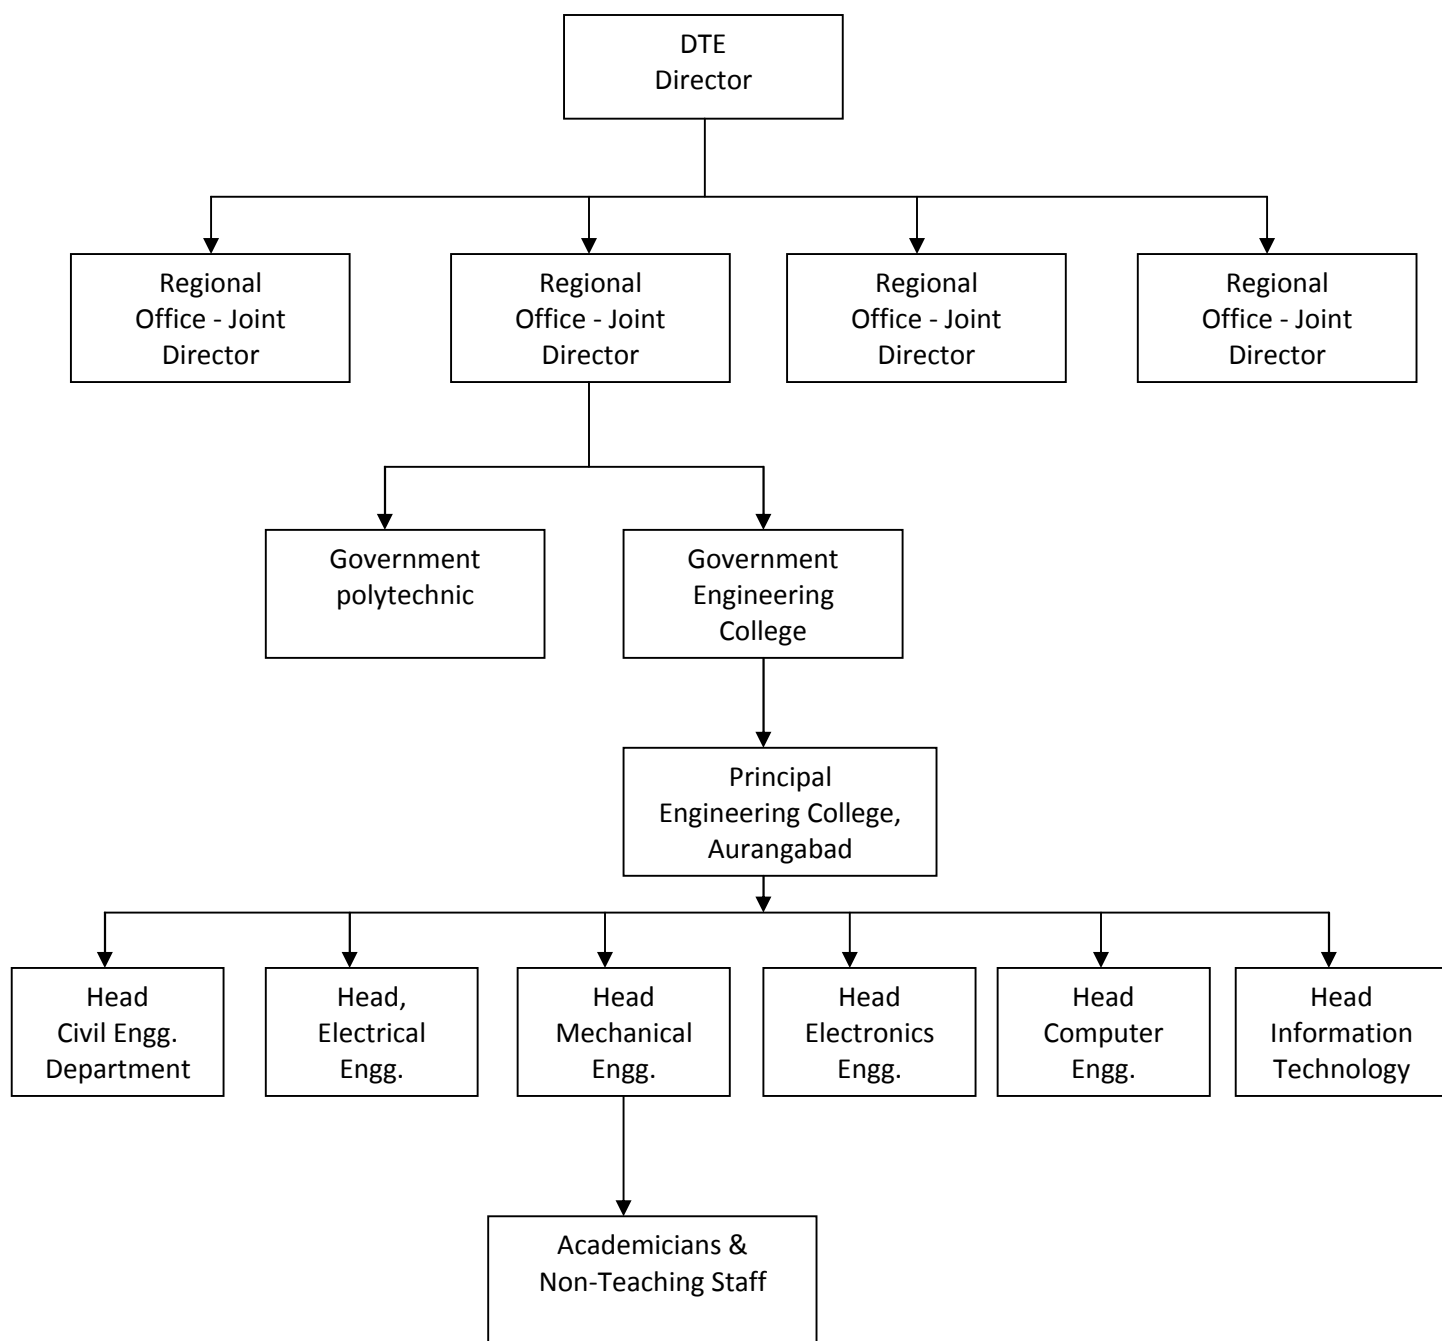 DTE
Director
Regional
Office - Joint
Director
Regional
Office - Joint
Director
Regional
Office - Joint
Director
Regional
Office - Joint
Director
Government
polytechnic
Government
Engineering
College
Principal
Engineering College,
Aurangabad
Head
Civil Engg.
Department
Head,
Electrical
Engg.
Head
Mechanical
Engg.
Head
Electronics
Engg.
Head
Computer
Engg.
Head
Information
Technology
Academicians &
Non-Teaching Staff